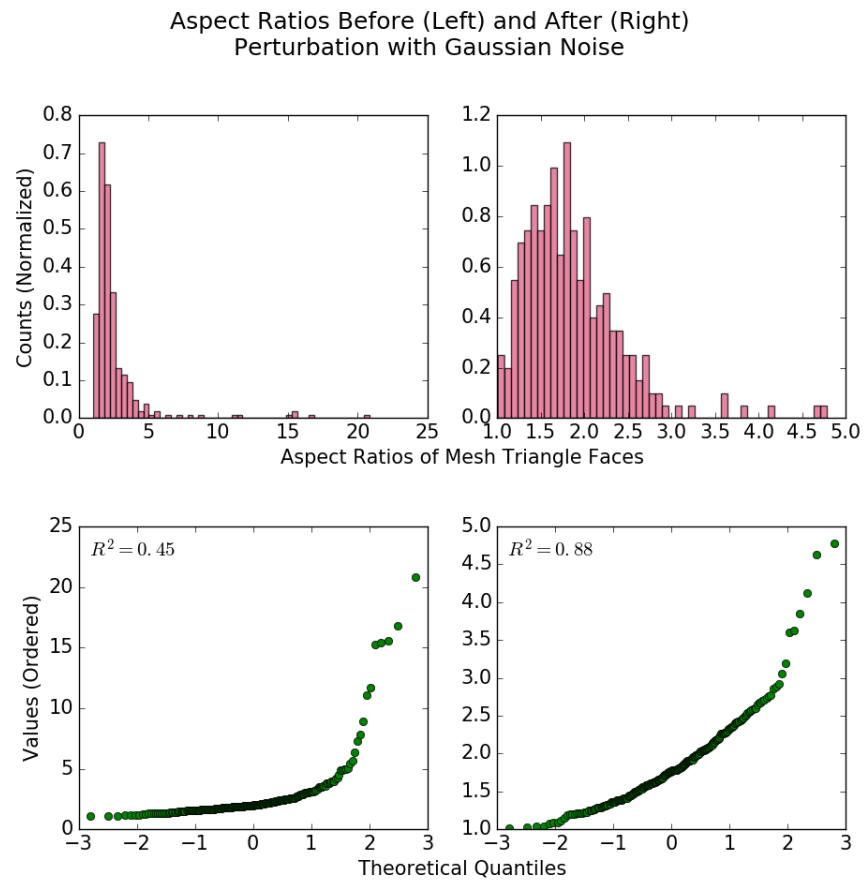 Aspect Ratios Before (Left) and After (Right)
Perturbation with Gaussian Noise
0.8
0.7
0.6
0.5
0.4
0.3
0.2
0.1
0.0
Counts (Normalized)
0 5 10 15 20 25
1.2
1.0
0.8
0.6
0.4
0.2
0.0
1.0 1.5 2.0 2.5 3.0 3.5 4.0 4.5 5.0
Aspect Ratios of Mesh Triangle Faces
25
20
15
10
5
0
Values (Ordered)
R² = 0.45
−3 −2 −1 0 1 2 3
5.0
4.5
4.0
3.5
3.0
2.5
2.0
1.5
1.0
R² = 0.88
−3 −2 −1 0 1 2 3
Theoretical Quantiles